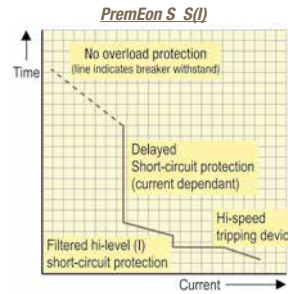 PremEon S S(I)
No overload protection
(line indicates breaker withstand)
Time
Delayed
Short-circuit protection
(current dependant)
Hi-speed
tripping devic
Filtered hi-level (I)
short-circuit protection
Current